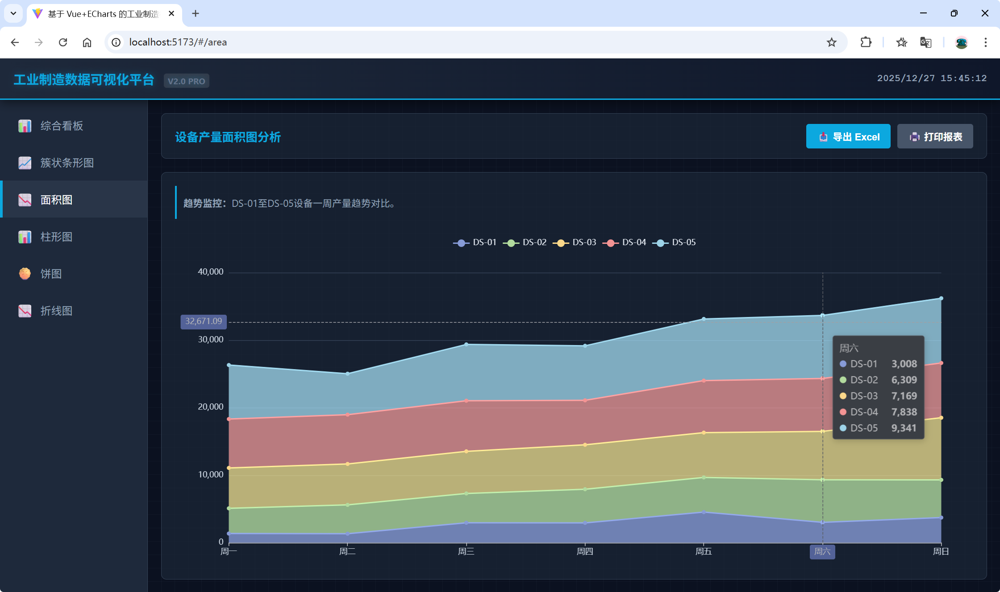 基于 Vue+ECharts 的工业制造
localhost:5173/#/area
工业制造数据可视化平台 V2.0 PRO
2025/12/27 15:45:12
综合看板
簇状条形图
面积图
柱形图
饼图
折线图
设备产量面积图分析
导出 Excel
打印报表
趋势监控：DS-01至DS-05设备一周产量趋势对比。
DS-01 DS-02 DS-03 DS-04 DS-05
40,000
32,671.09
30,000
20,000
10,000
0
周一 周二 周三 周四 周五 周六 周日
周六
DS-01 3,008
DS-02 6,309
DS-03 7,169
DS-04 7,838
DS-05 9,341